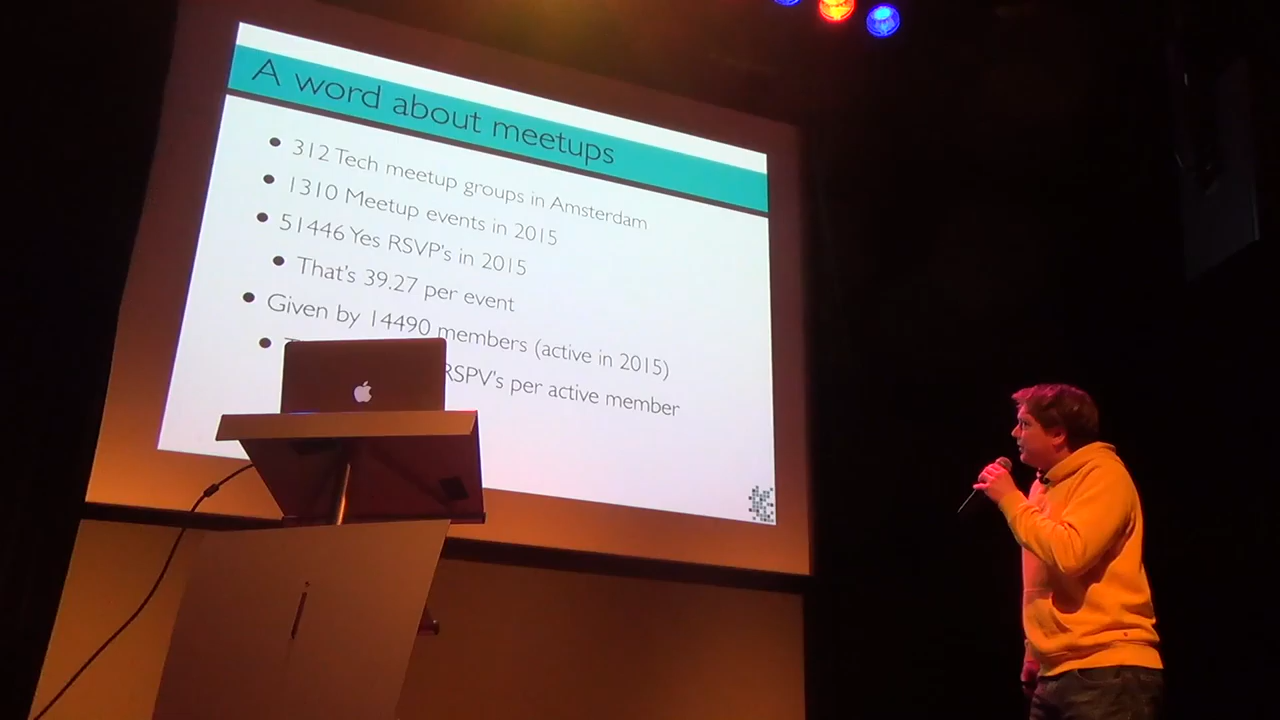 A word about meetups
312 Tech meetup groups in Amsterdam
1310 Meetup events in 2015
51446 Yes RSVP's in 2015
That's 39.27 per event
Given by 14490 members (active in 2015)
RSPV's per active member